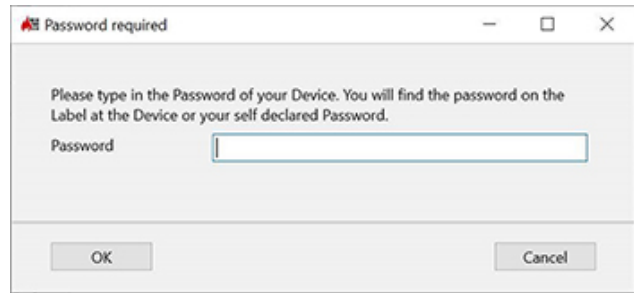 Password required
Please type in the Password of your Device. You will find the password on the
Label at the Device or your self declared Password.
Password
OK
Cancel